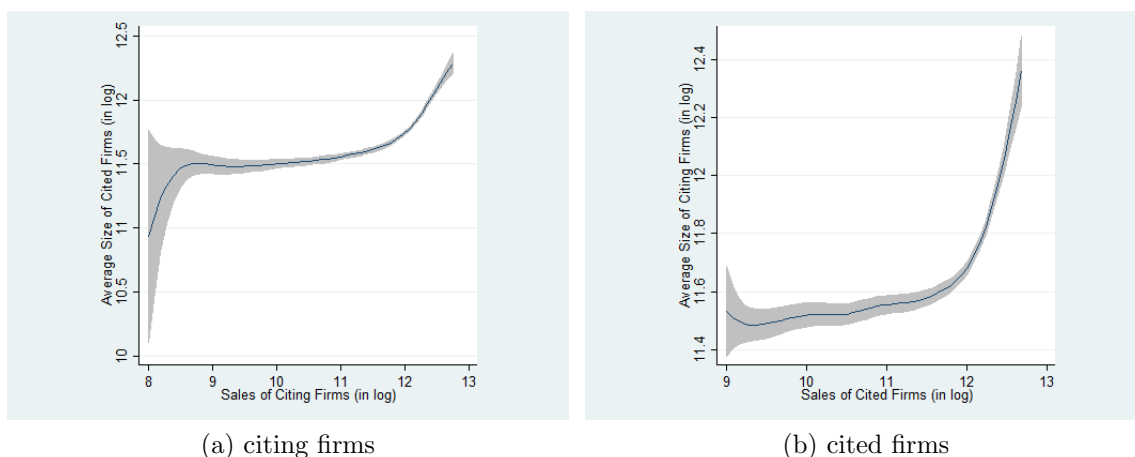 Average Size of Cited Firms (in log)
12.5
12
11.5
11
10.5
10
8 9 10 11 12 13
Sales of Citing Firms (in log)
(a) citing firms
Average Size of Citing Firms (in log)
12.4
12.2
12
11.8
11.6
11.4
9 10 11 12 13
Sales of Cited Firms (in log)
(b) cited firms